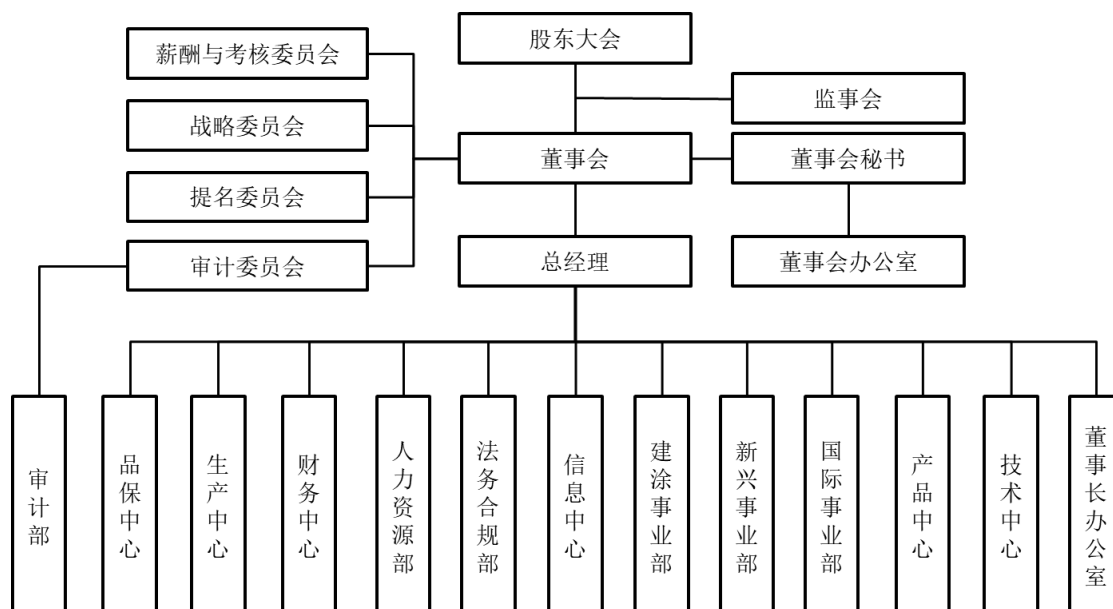 股东大会
薪酬与考核委员会
监事会
战略委员会
董事会
董事会秘书
提名委员会
审计委员会
总经理
董事会办公室
审计部
品保中心
生产中心
财务中心
人力资源部
法务合规部
信息中心
建涂事业部
新兴事业部
国际事业部
产品中心
技术中心
董事长办公室